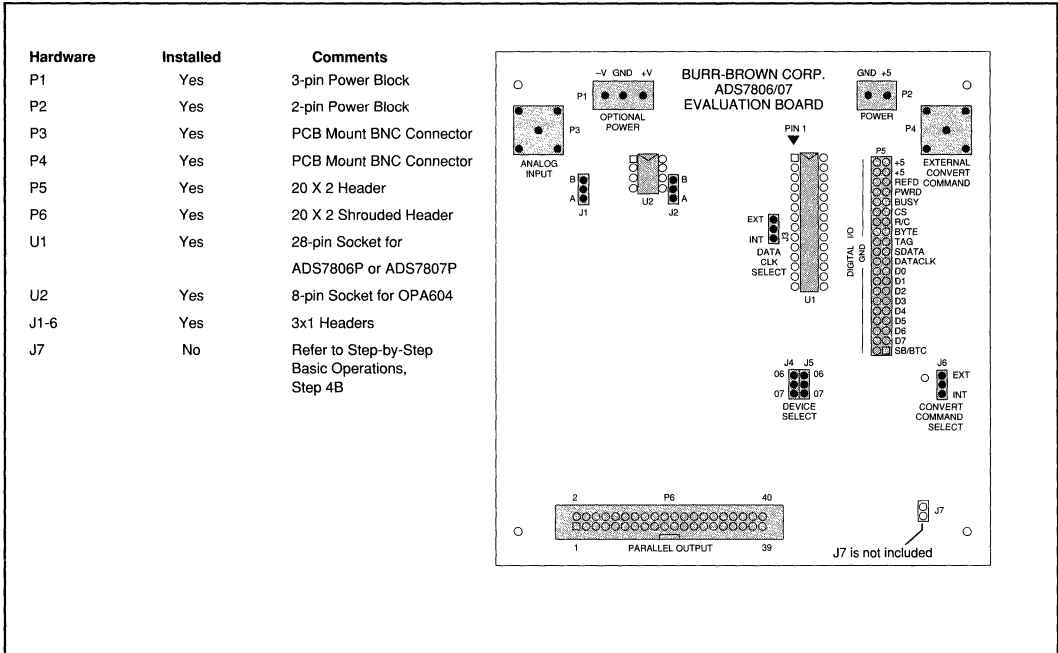 Hardware Installed Comments
P1 Yes 3-pin Power Block
P2 Yes 2-pin Power Block
P3 Yes PCB Mount BNC Connector
P4 Yes PCB Mount BNC Connector
P5 Yes 20 X 2 Header
P6 Yes 20 X 2 Shrouded Header
U1 Yes 28-pin Socket for
ADS7806P or ADS7807P
U2 Yes 8-pin Socket for OPA604
J1-6 Yes 3x1 Headers
J7 No Refer to Step-by-Step
Basic Operations,
Step 4B
BURR-BROWN CORP.
ADS7806/07
EVALUATION BOARD
–V GND +V
P1
OPTIONAL
POWER
GND +5
P2
POWER
P3
ANALOG
INPUT
P4
EXTERNAL
CONVERT
COMMAND
PIN 1
B
A
J1
U2
B
A
J2
EXT
INT
J3
DATA
CLK
SELECT
U1
P5
DIGITAL I/O
GND
+5
+5
REFD
PWRD
BUSY
CS
R/C
BYTE
TAG
SDATA
DATACLK
D0
D1
D2
D3
D4
D5
D6
D7
SB/BTC
J4 J5
06 06
07 07
DEVICE
SELECT
J6
EXT
INT
CONVERT
COMMAND
SELECT
2 P6 40
1 PARALLEL OUTPUT 39
J7
J7 is not included